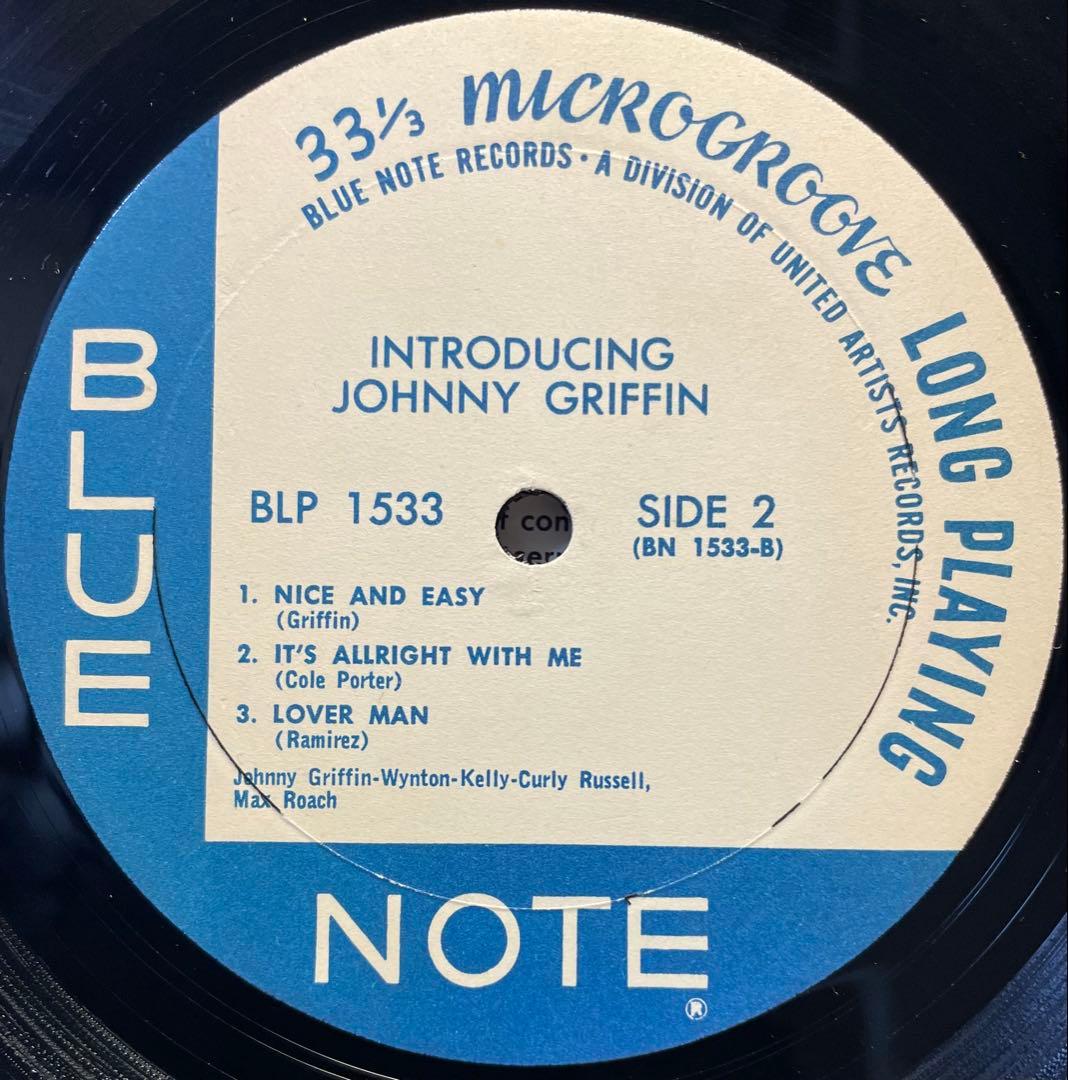 33⅓ MICROGROOVE LONG PLAYING
BLUE NOTE RECORDS · A DIVISION OF UNITED ARTISTS RECORDS, INC.
INTRODUCING
JOHNNY GRIFFIN
BLP 1533
SIDE 2
(BN 1533-B)
f con
ser
1. NICE AND EASY
(Griffin)
2. IT'S ALLRIGHT WITH ME
(Cole Porter)
3. LOVER MAN
(Ramirez)
Johnny Griffin-Wynton-Kelly-Curly Russell,
Max Roach
BLUE
NOTE
®